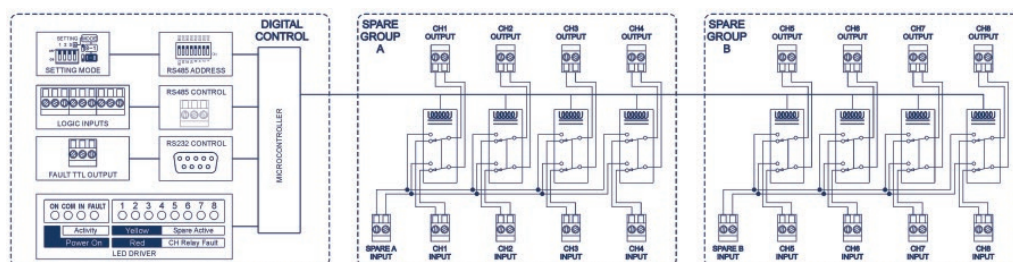 DIGITAL
CONTROL
SETTING MODE
RS485 ADDRESS
RS485 CONTROL
LOGIC INPUTS
RS232 CONTROL
FAULT TTL OUTPUT
MICROCONTROLLER
ON COM IN FAULT
1 2 3 4 5 6 7 8
Activity
Yellow
Spare Active
Power On
Red
CH Relay Fault
LED DRIVER
SPARE
GROUP
A
CH1
OUTPUT
CH2
OUTPUT
CH3
OUTPUT
CH4
OUTPUT
SPARE A
INPUT
CH1
INPUT
CH2
INPUT
CH3
INPUT
CH4
INPUT
SPARE
GROUP
B
CH5
OUTPUT
CH6
OUTPUT
CH7
OUTPUT
CH8
OUTPUT
SPARE B
INPUT
CH5
INPUT
CH6
INPUT
CH7
INPUT
CH8
INPUT